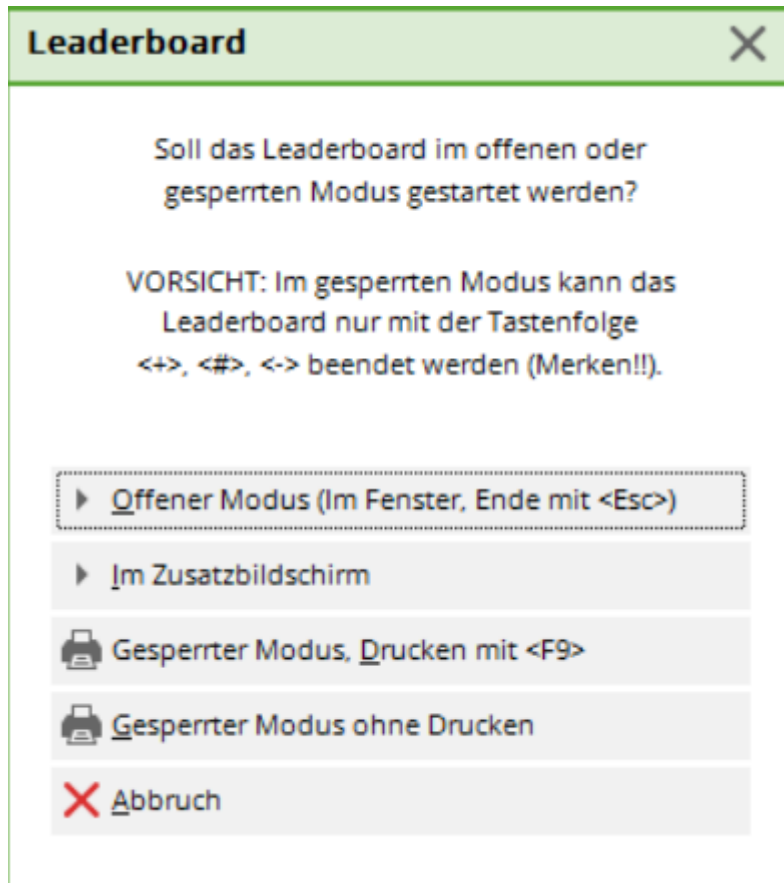 Leaderboard
Soll das Leaderboard im offenen oder
gesperrten Modus gestartet werden?
VORSICHT: Im gesperrten Modus kann das
Leaderboard nur mit der Tastenfolge
<+>, <#>, <-> beendet werden (Merken!!).
Offener Modus (Im Fenster, Ende mit <Esc>)
Im Zusatzbildschirm
Gesperrter Modus, Drucken mit <F9>
Gesperrter Modus ohne Drucken
Abbruch